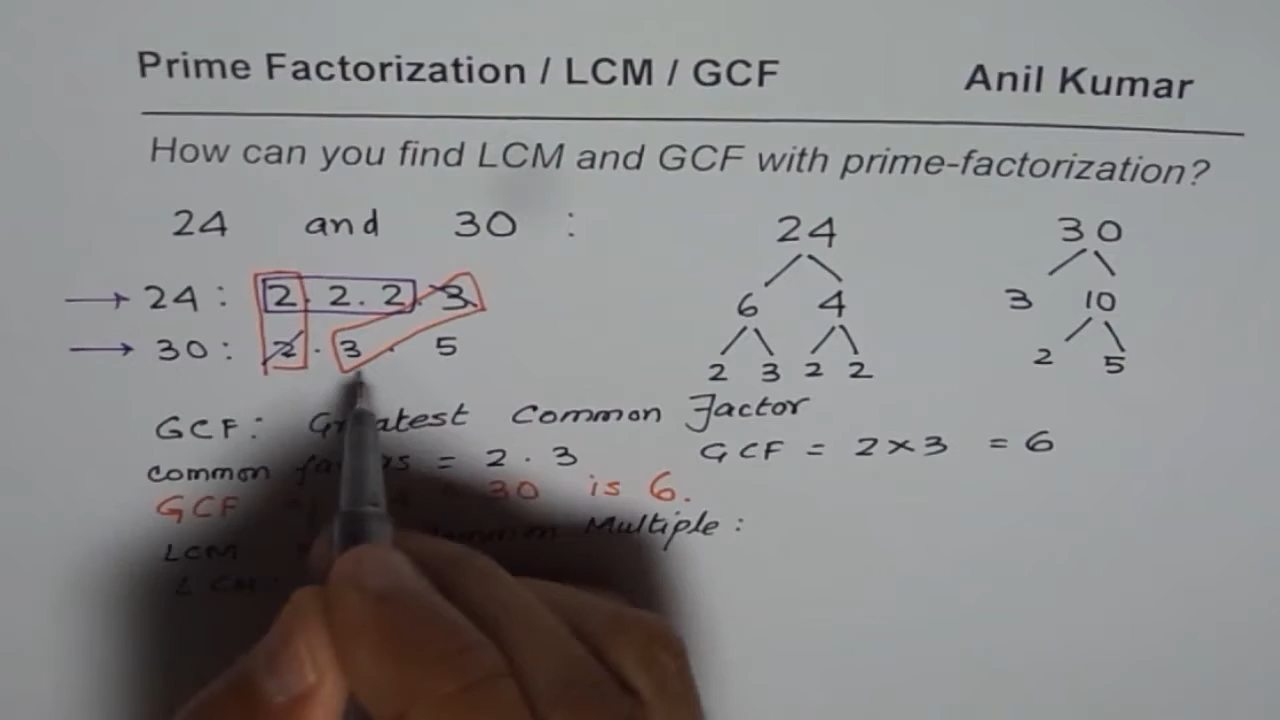 Prime Factorization / LCM / GCF Anil Kumar
How can you find LCM and GCF with prime-factorization?
24 and 30 :
24 : 2 . 2 . 2 . 3
30 : 2 . 3 . 5
24
6 4
2 3 2 2
30
3 10
2 5
GCF: Greatest Common Factor
common factors = 2 . 3
GCF = 2 x 3 = 6
GCF 30 is 6.
LCM Common Multiple :
LCM